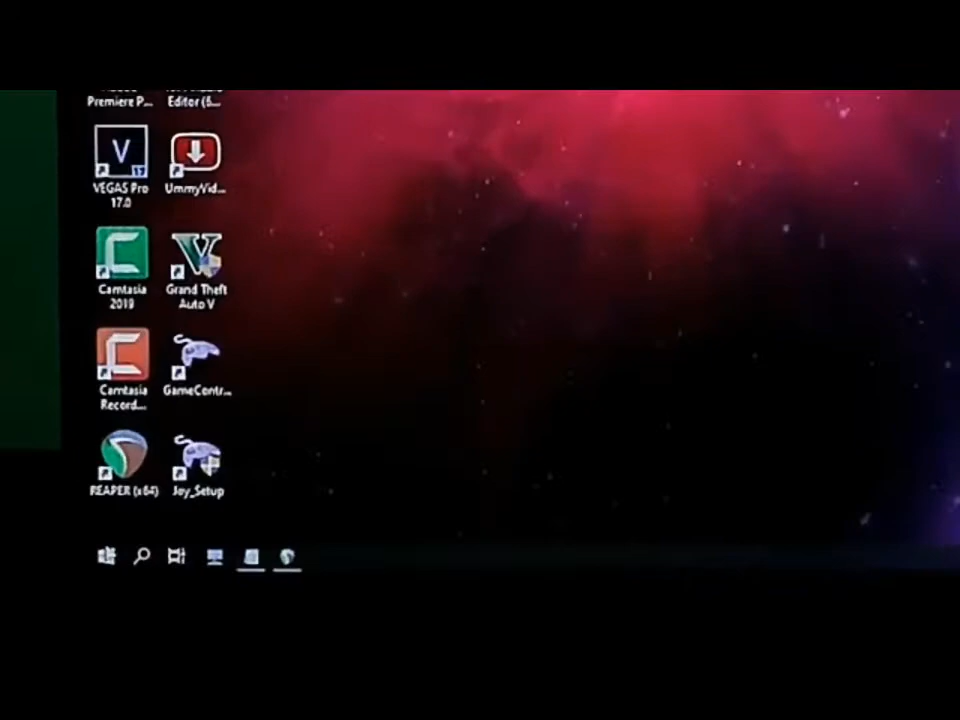 Premiere P...
Editor (6...
VEGAS Pro
17.0
UmmyVid...
Camtasia
2019
Grand Theft
Auto V
Camtasia
Record...
GameContr...
REAPER (x64)
Joy_Setup